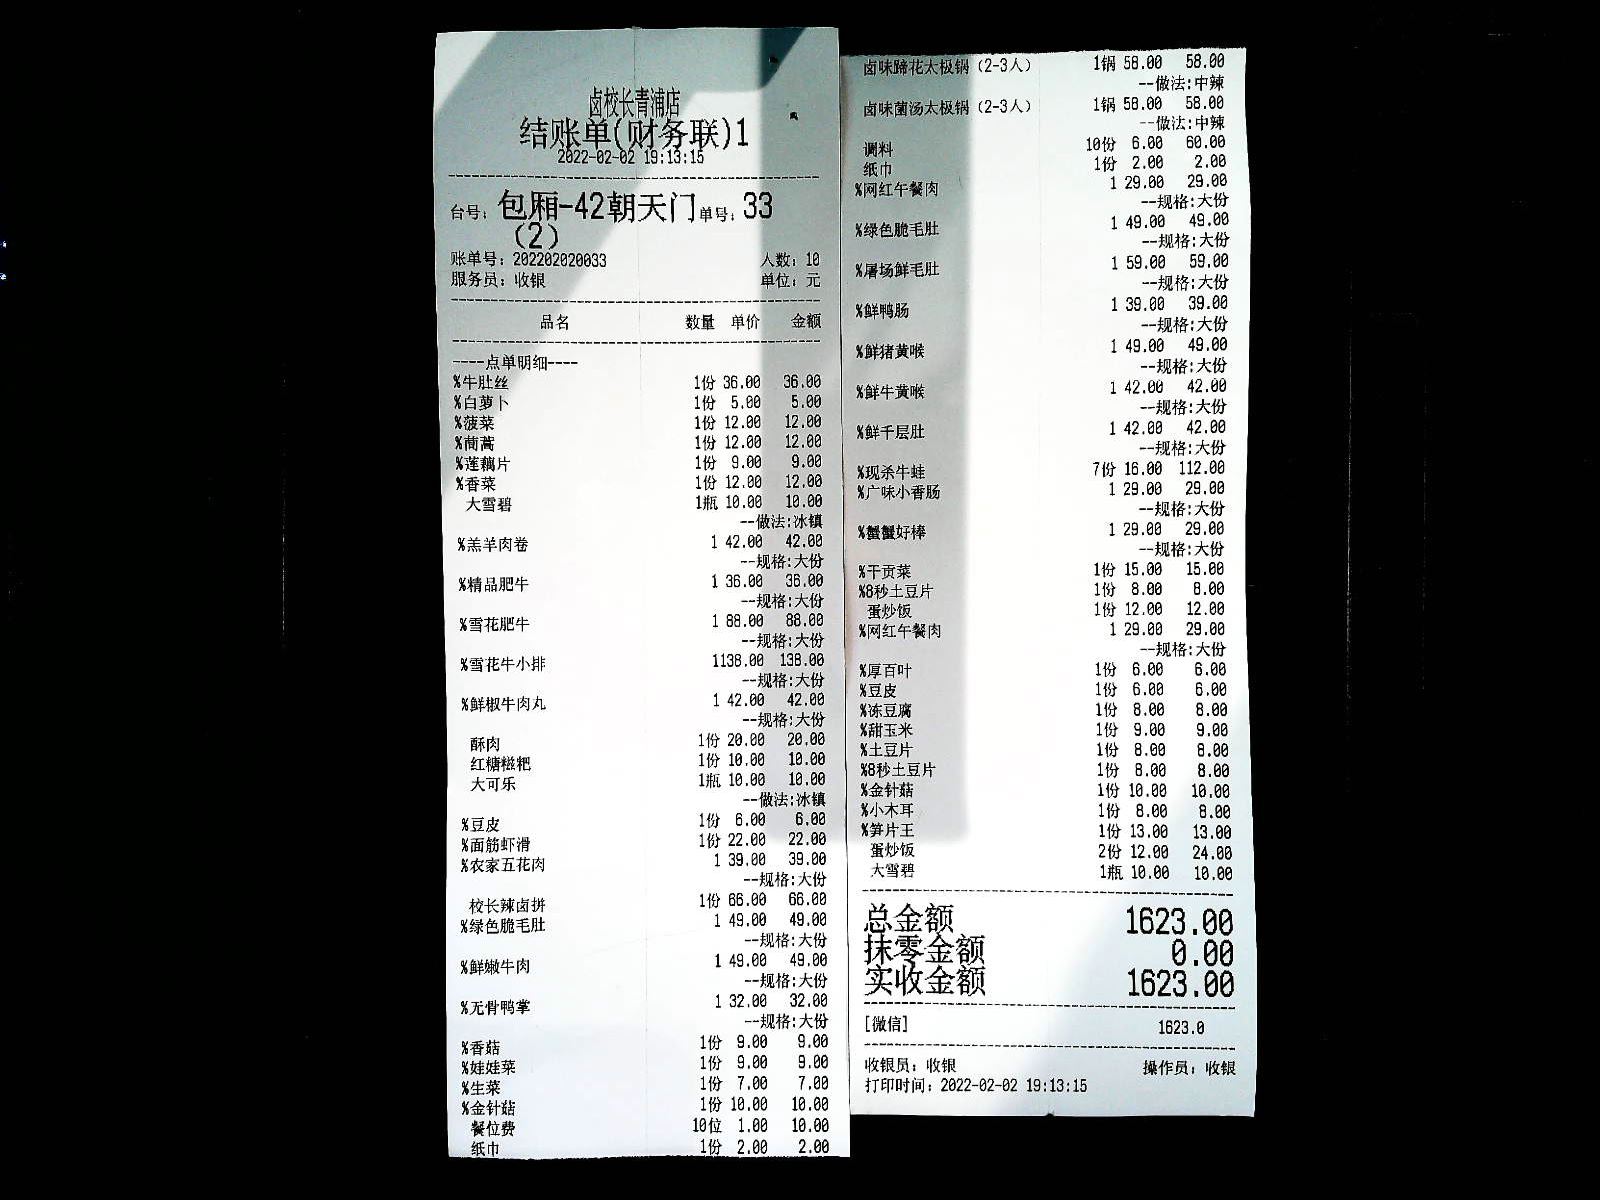 卤校长青浦店
结账单(财务联)1
2022-02-02 19:13:15
台号: 包厢-42朝天门 单号: 33
(2)
账单号: 202202020033 人数: 10
服务员: 收银 单位: 元
品名 数量 单价 金额
----点单明细----
%牛肚丝 1份 36.00 36.00
%白萝卜 1份 5.00 5.00
%菠菜 1份 12.00 12.00
%茼蒿 1份 12.00 12.00
%莲藕片 1份 9.00 9.00
%香菜 1份 12.00 12.00
大雪碧 1瓶 10.00 10.00
--做法:冰镇
%羔羊肉卷 1 42.00 42.00
--规格:大份
%精品肥牛 1 36.00 36.00
--规格:大份
%雪花肥牛 1 88.00 88.00
--规格:大份
%雪花牛小排 1138.00 138.00
--规格:大份
%鲜椒牛肉丸 1 42.00 42.00
--规格:大份
酥肉 1份 20.00 20.00
红糖糍粑 1份 10.00 10.00
大可乐 1瓶 10.00 10.00
--做法:冰镇
%豆皮 1份 6.00 6.00
%面筋虾滑 1份 22.00 22.00
%农家五花肉 1 39.00 39.00
--规格:大份
校长辣卤拼 1份 66.00 66.00
%绿色脆毛肚 1 49.00 49.00
--规格:大份
%鲜嫩牛肉 1 49.00 49.00
--规格:大份
%无骨鸭掌 1 32.00 32.00
--规格:大份
%香菇 1份 9.00 9.00
%娃娃菜 1份 9.00 9.00
%生菜 1份 7.00 7.00
%金针菇 1份 10.00 10.00
餐位费 10位 1.00 10.00
纸巾 1份 2.00 2.00
卤味蹄花太极锅(2-3人) 1锅 58.00 58.00
--做法:中辣
卤味菌汤太极锅(2-3人) 1锅 58.00 58.00
--做法:中辣
调料 10份 6.00 60.00
纸巾 1份 2.00 2.00
%网红午餐肉 1 29.00 29.00
--规格:大份
%绿色脆毛肚 1 49.00 49.00
--规格:大份
%屠场鲜毛肚 1 59.00 59.00
--规格:大份
%鲜鸭肠 1 39.00 39.00
--规格:大份
%鲜猪黄喉 1 49.00 49.00
--规格:大份
%鲜牛黄喉 1 42.00 42.00
--规格:大份
%鲜千层肚 1 42.00 42.00
--规格:大份
%现杀牛蛙 7份 16.00 112.00
%广味小香肠 1 29.00 29.00
--规格:大份
%蟹蟹好棒 1 29.00 29.00
--规格:大份
%干贡菜 1份 15.00 15.00
%8秒土豆片 1份 8.00 8.00
蛋炒饭 1份 12.00 12.00
%网红午餐肉 1 29.00 29.00
--规格:大份
%厚百叶 1份 6.00 6.00
%豆皮 1份 6.00 6.00
%冻豆腐 1份 8.00 8.00
%甜玉米 1份 9.00 9.00
%土豆片 1份 8.00 8.00
%8秒土豆片 1份 8.00 8.00
%金针菇 1份 10.00 10.00
%小木耳 1份 8.00 8.00
%笋片王 1份 13.00 13.00
蛋炒饭 2份 12.00 24.00
大雪碧 1瓶 10.00 10.00
总金额 1623.00
抹零金额 0.00
实收金额 1623.00
[微信] 1623.0
收银员: 收银 操作员: 收银
打印时间: 2022-02-02 19:13:15